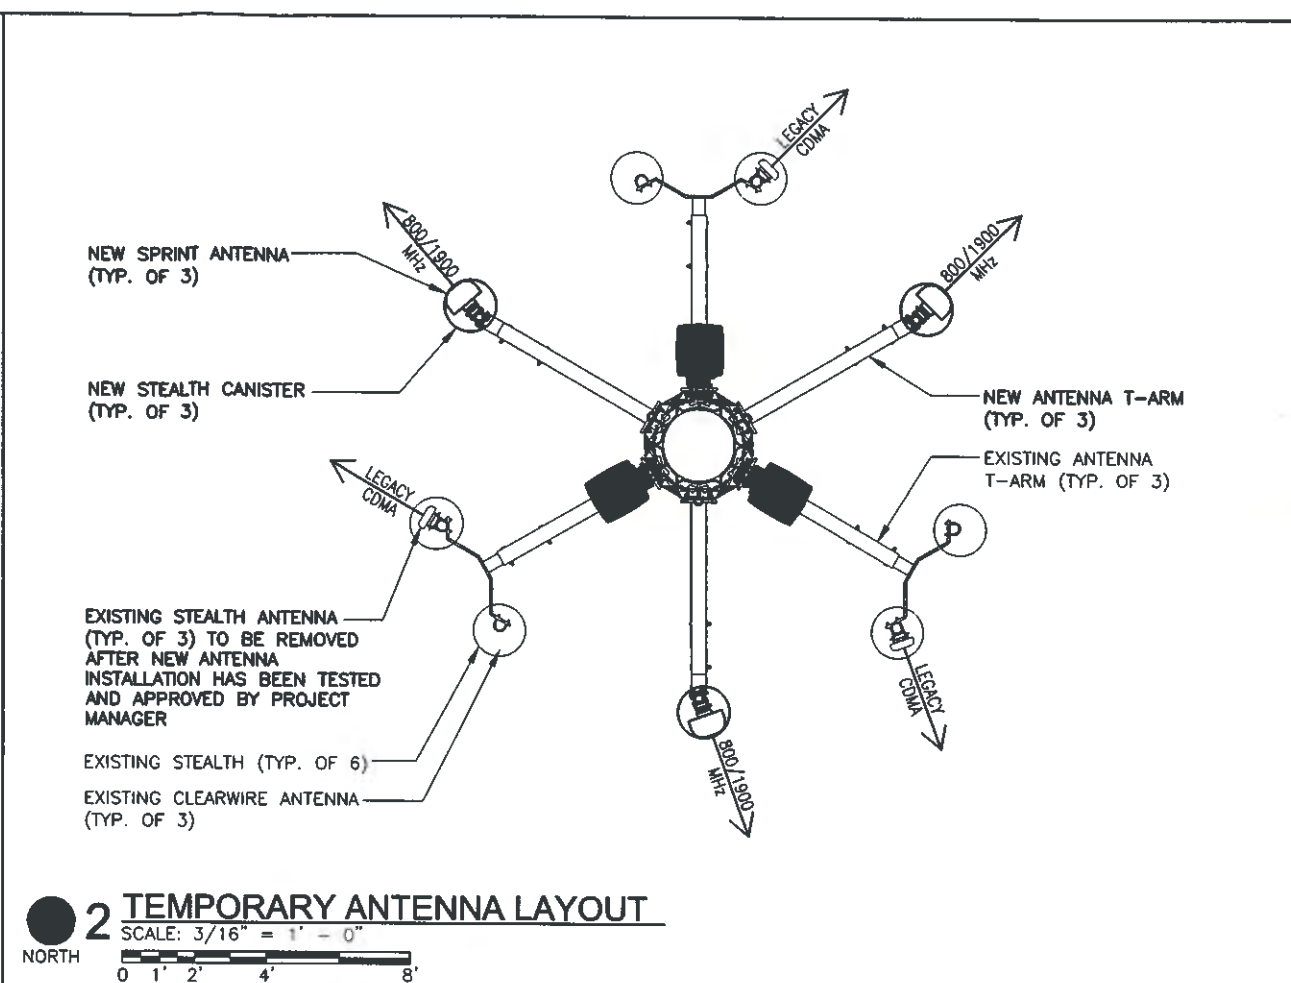 LEGACY
CDMA
800/1900
MHz
800/1900
MHz
NEW SPRINT ANTENNA
(TYP. OF 3)
NEW STEALTH CANISTER
(TYP. OF 3)
NEW ANTENNA T-ARM
(TYP. OF 3)
EXISTING ANTENNA
T-ARM (TYP. OF 3)
LEGACY
CDMA
EXISTING STEALTH ANTENNA
(TYP. OF 3) TO BE REMOVED
AFTER NEW ANTENNA
INSTALLATION HAS BEEN TESTED
AND APPROVED BY PROJECT
MANAGER
LEGACY
CDMA
EXISTING STEALTH (TYP. OF 6)
EXISTING CLEARWIRE ANTENNA
(TYP. OF 3)
800/1900
MHz
2 TEMPORARY ANTENNA LAYOUT
SCALE: 3/16" = 1' - 0"
NORTH
0 1' 2' 4' 8'